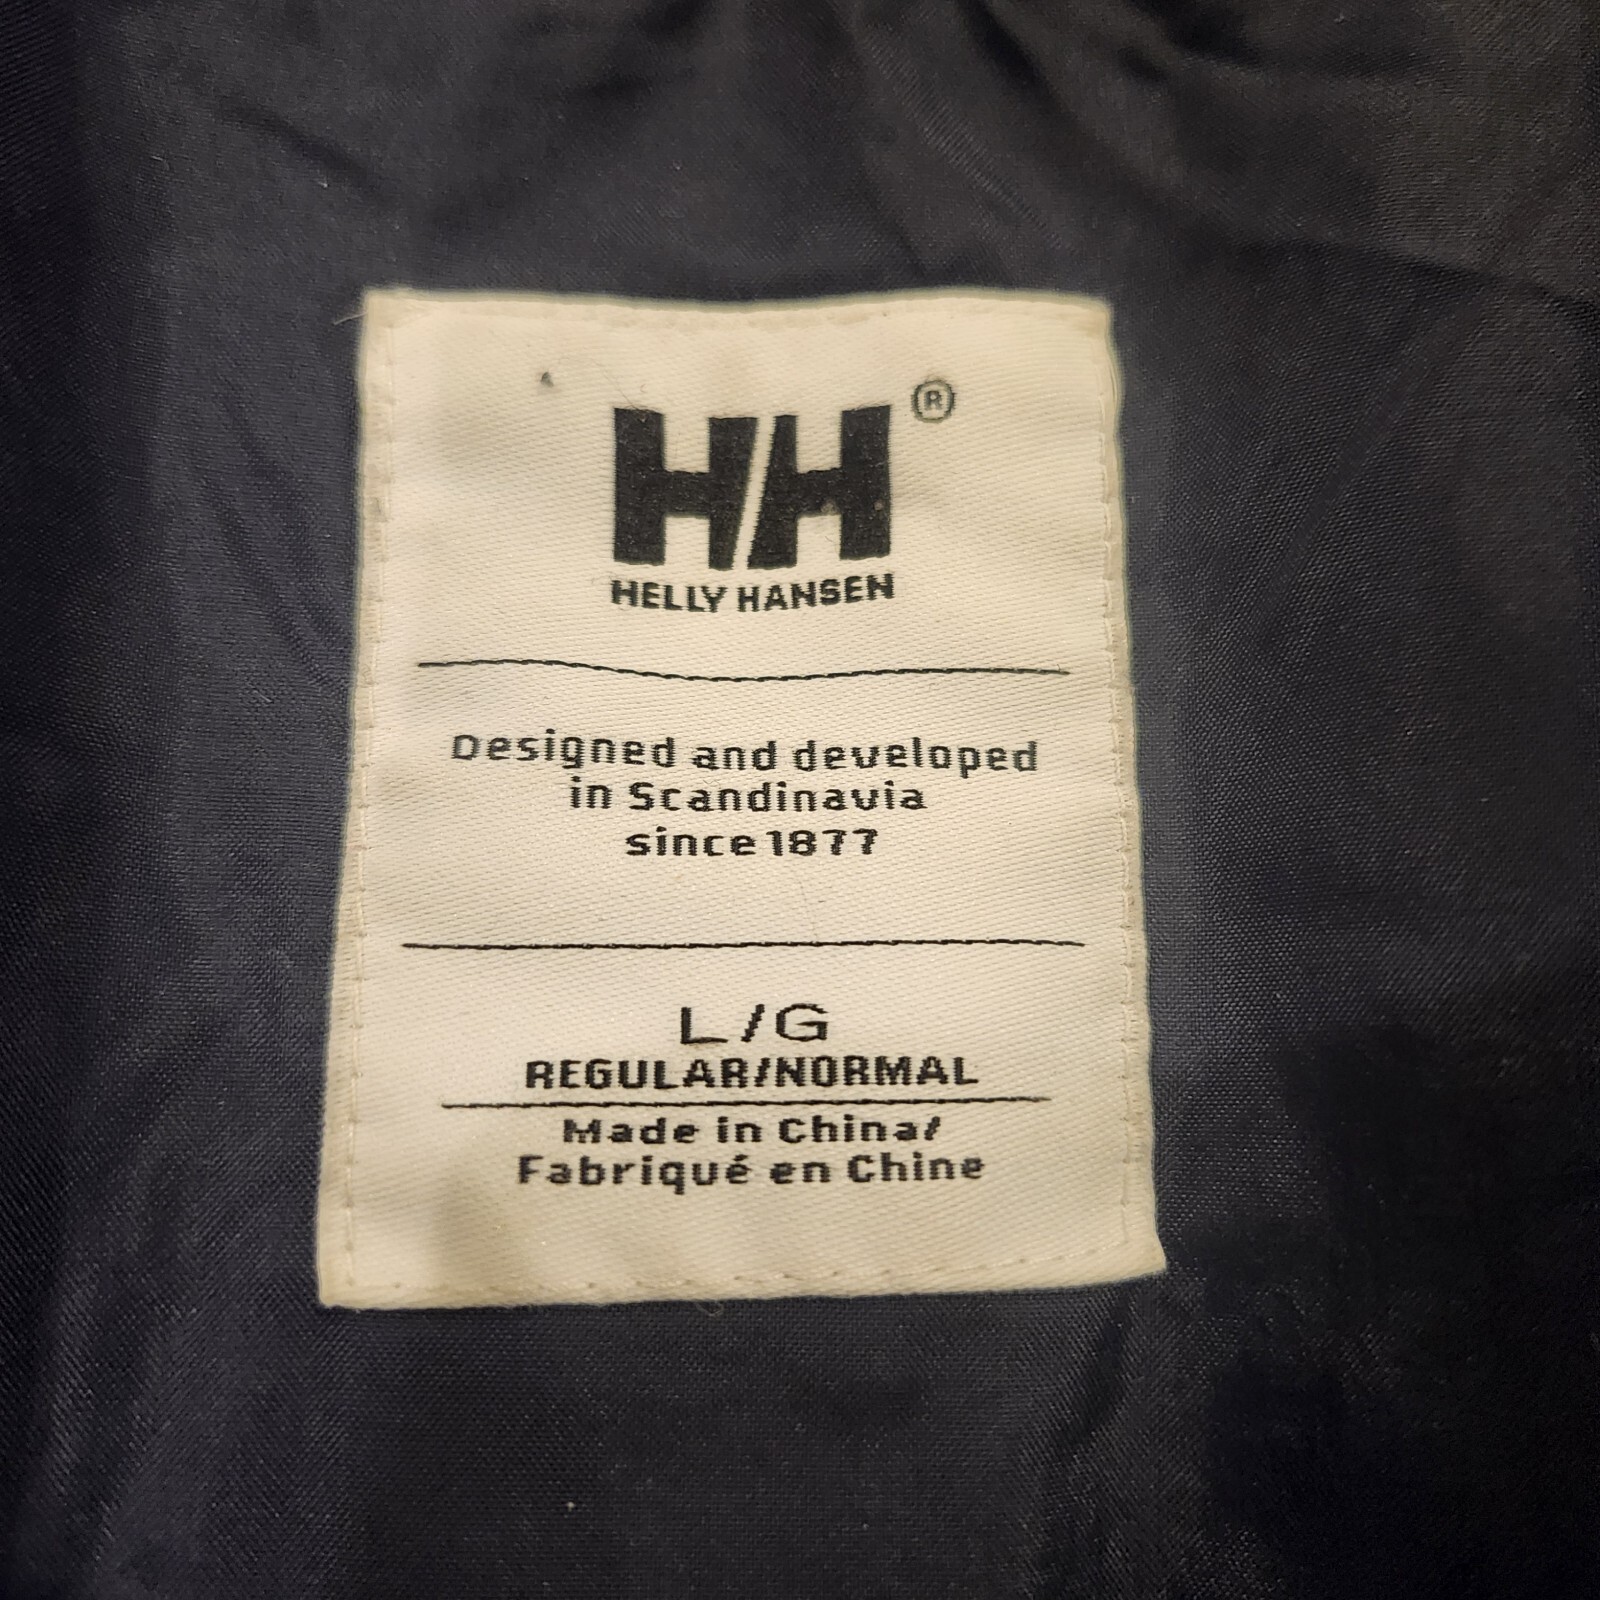 HH®
HELLY HANSEN
Designed and developed
in Scandinavia
since 1877
L/G
REGULAR/NORMAL
Made in China/
Fabriqué en Chine